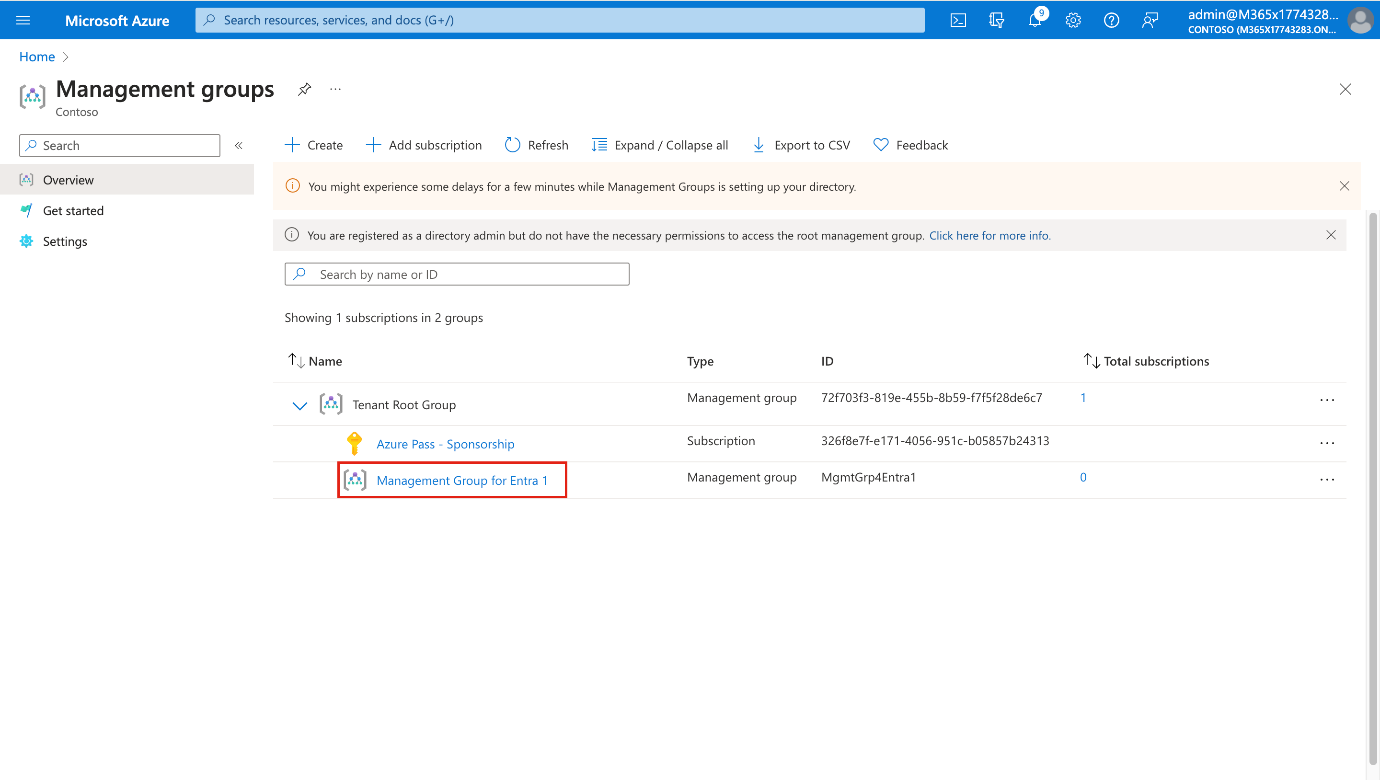 Microsoft Azure
Search resources, services, and docs (G+/)
9
admin@M365x1774328...
CONTOSO (M365X17743283.ON...
Home
Management groups
...
Contoso
Search
«
Create
Add subscription
Refresh
Expand / Collapse all
Export to CSV
Feedback
Overview
You might experience some delays for a few minutes while Management Groups is setting up your directory.
Get started
You are registered as a directory admin but do not have the necessary permissions to access the root management group. Click here for more info.
Settings
Search by name or ID
Showing 1 subscriptions in 2 groups
Name Type ID Total subscriptions
Tenant Root Group Management group 72f703f3-819e-455b-8b59-f7f5f28de6c7 1 ...
Azure Pass - Sponsorship Subscription 326f8e7f-e171-4056-951c-b05857b24313 ...
Management Group for Entra 1 Management group MgmtGrp4Entra1 0 ...